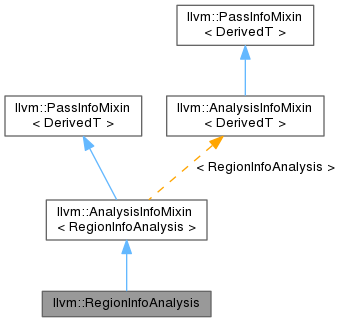 llvm::PassInfoMixin
< DerivedT >
llvm::PassInfoMixin
< DerivedT >
llvm::AnalysisInfoMixin
< DerivedT >
< RegionInfoAnalysis >
llvm::AnalysisInfoMixin
< RegionInfoAnalysis >
llvm::RegionInfoAnalysis